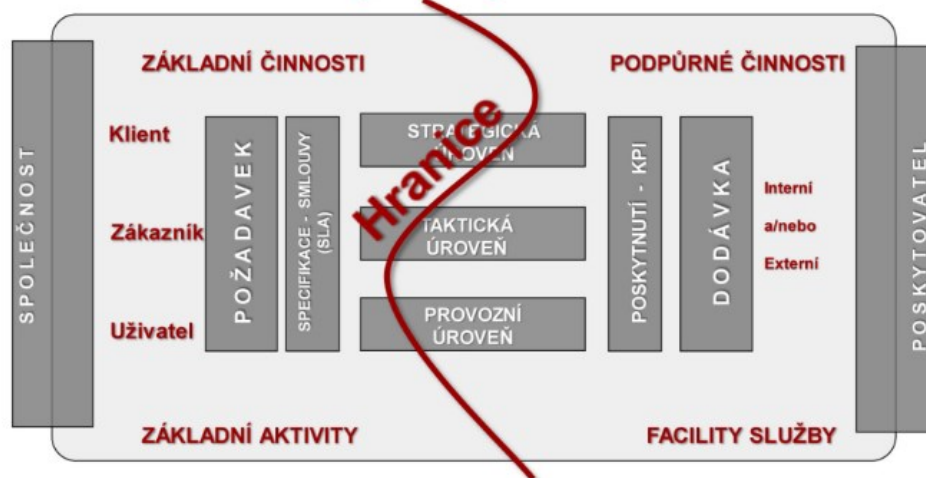 ZÁKLADNÍ ČINNOSTI
PODPŮRNÉ ČINNOSTI
SPOLEČNOST
Klient
Zákazník
Uživatel
POŽADAVEK
SPECIFIKACE - SMLOUVY
(SLA)
STRATEGICKÁ
ÚROVEŇ
TAKTICKÁ
ÚROVEŇ
PROVOZNÍ
ÚROVEŇ
Hranice
POSKYTNUTÍ - KPI
DODÁVKA
Interní
a/nebo
Externí
POSKYTOVATEL
ZÁKLADNÍ AKTIVITY
FACILITY SLUŽBY